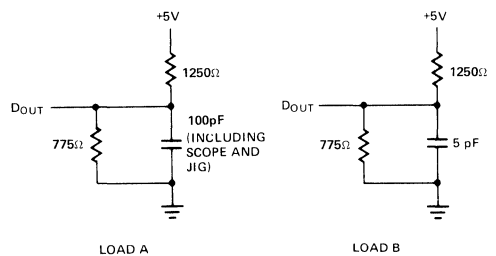 +5V
1250Ω
DOUT
100pF
(INCLUDING
SCOPE AND
JIG)
775Ω
LOAD A
+5V
1250Ω
DOUT
775Ω
5 pF
LOAD B